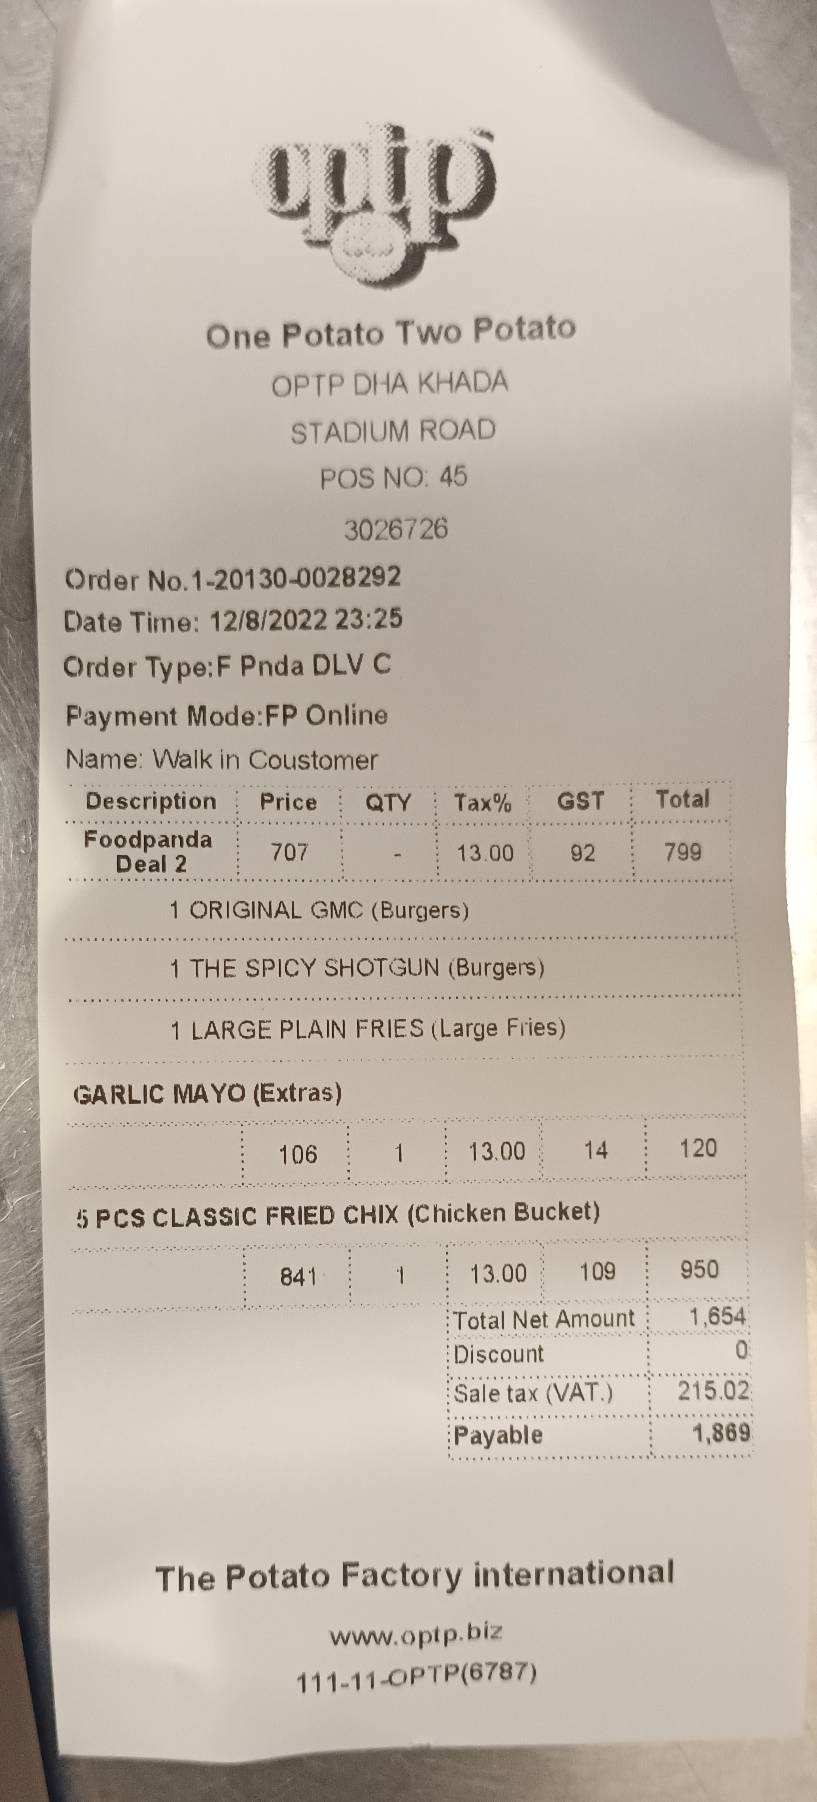 optp
One Potato Two Potato
OPTP DHA KHADA
STADIUM ROAD
POS NO: 45
3026726
Order No.1-20130-0028292
Date Time: 12/8/2022 23:25
Order Type:F Pnda DLV C
Payment Mode:FP Online
Name: Walk in Coustomer
Description Price QTY Tax% GST Total
Foodpanda
Deal 2 707 - 13.00 92 799
1 ORIGINAL GMC (Burgers)
1 THE SPICY SHOTGUN (Burgers)
1 LARGE PLAIN FRIES (Large Fries)
GARLIC MAYO (Extras)
106 1 13.00 14 120
5 PCS CLASSIC FRIED CHIX (Chicken Bucket)
841 1 13.00 109 950
Total Net Amount 1,654
Discount 0
Sale tax (VAT.) 215.02
Payable 1,869
The Potato Factory international
www.optp.biz
111-11-OPTP(6787)